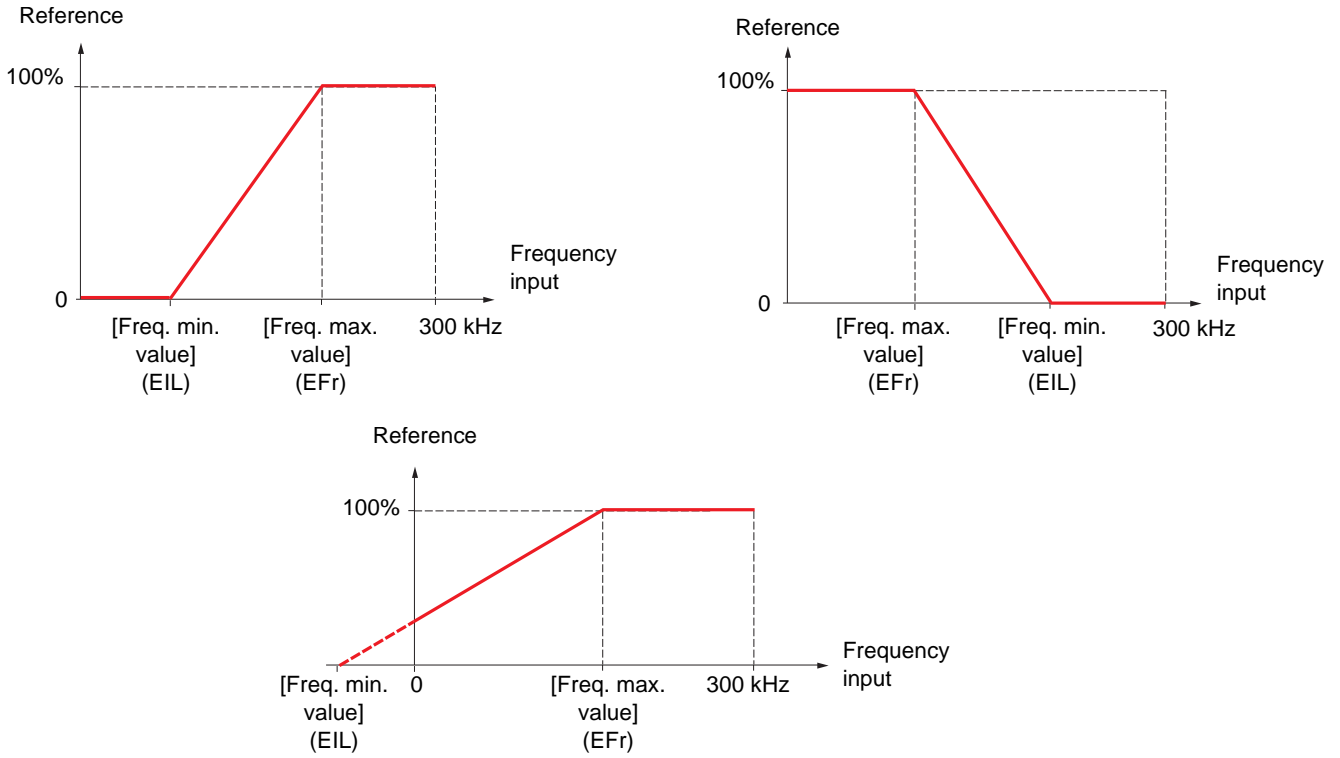 Reference
100%
0
Frequency
input
[Freq. min.
value]
(EIL)
[Freq. max.
value]
(EFr)
300 kHz
Reference
100%
0
Frequency
input
[Freq. max.
value]
(EFr)
[Freq. min.
value]
(EIL)
300 kHz
Reference
100%
Frequency
input
[Freq. min.
value]
(EIL)
0
[Freq. max.
value]
(EFr)
300 kHz